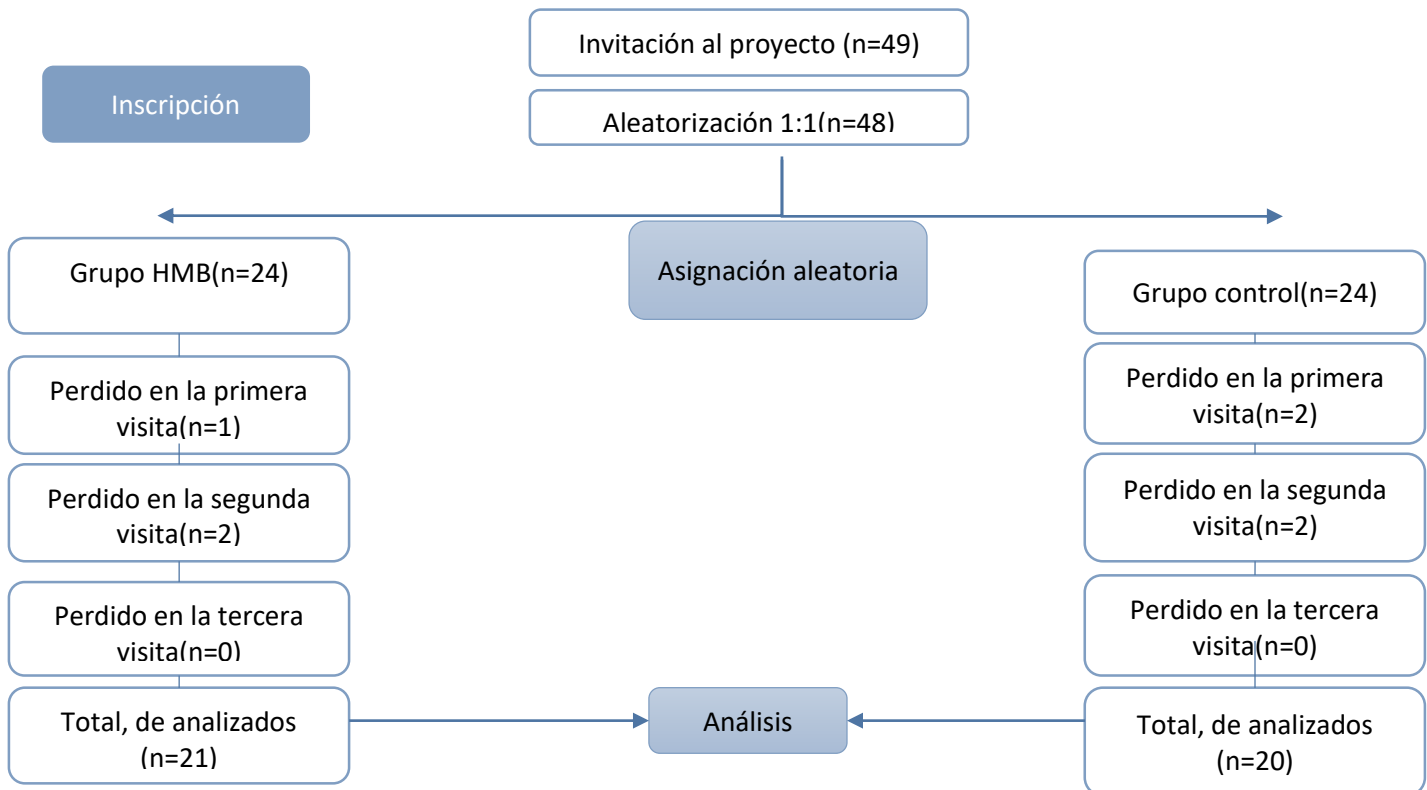 Invitación al proyecto (n=49)
Inscripción
Aleatorización 1:1(n=48)
Grupo HMB(n=24)
Asignación aleatoria
Grupo control(n=24)
Perdido en la primera
visita(n=1)
Perdido en la primera
visita(n=2)
Perdido en la segunda
visita(n=2)
Perdido en la segunda
visita(n=2)
Perdido en la tercera
visita(n=0)
Perdido en la tercera
visita(n=0)
Total, de analizados
(n=21)
Análisis
Total, de analizados
(n=20)